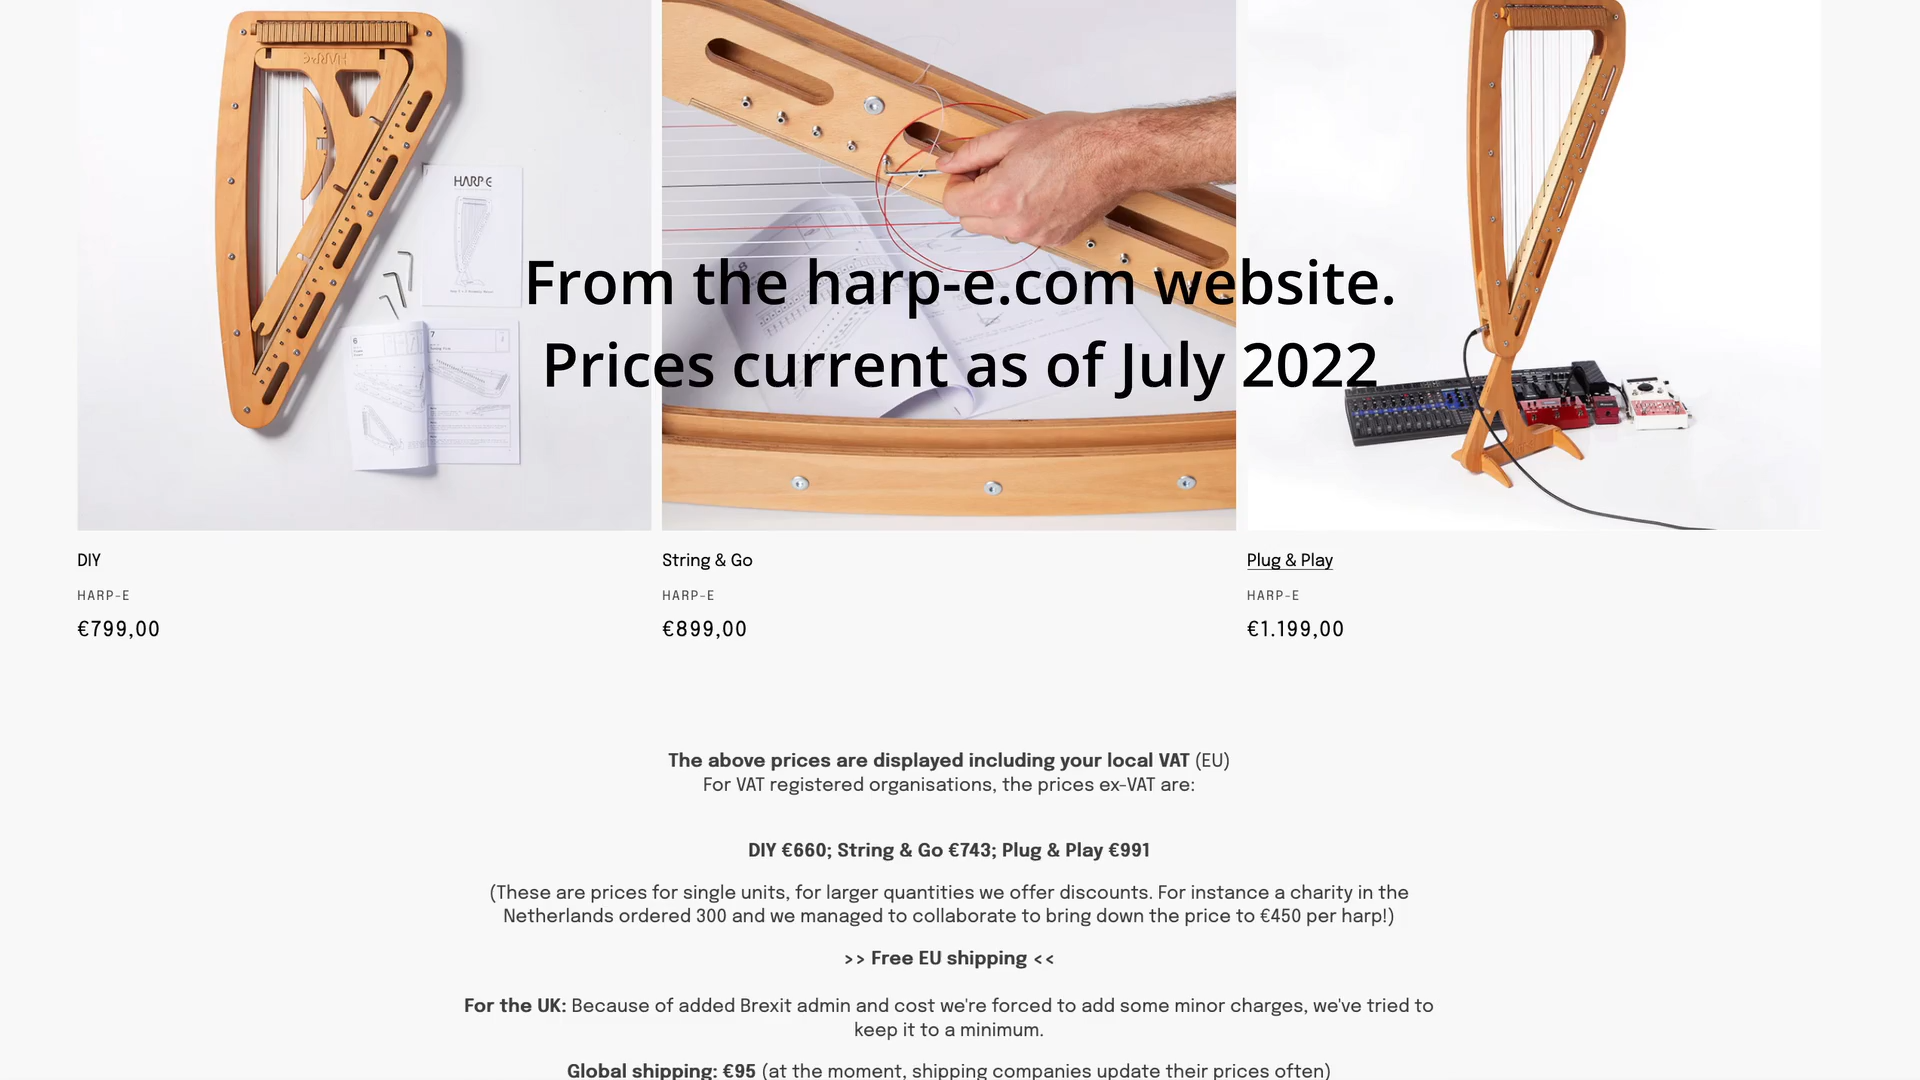 HARP-E
HARP E
6
7
8
From the harp-e.com website.
Prices current as of July 2022
DIY
HARP-E
€799,00
String & Go
HARP-E
€899,00
Plug & Play
HARP-E
€1.199,00
The above prices are displayed including your local VAT (EU)
For VAT registered organisations, the prices ex-VAT are:
DIY €660; String & Go €743; Plug & Play €991
(These are prices for single units, for larger quantities we offer discounts. For instance a charity in the
Netherlands ordered 300 and we managed to collaborate to bring down the price to €450 per harp!)
>> Free EU shipping <<
For the UK: Because of added Brexit admin and cost we're forced to add some minor charges, we've tried to
keep it to a minimum.
Global shipping: €95 (at the moment, shipping companies update their prices often)